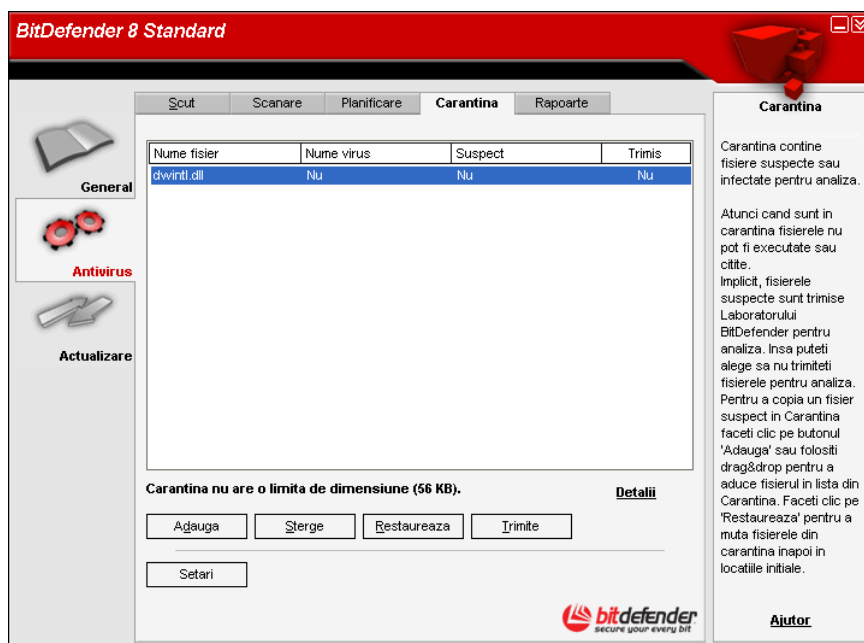 BitDefender 8 Standard
General
Antivirus
Actualizare
Scut Scanare Planificare Carantina Rapoarte
Nume fisier Nume virus Suspect Trimis
dwintl.dll Nu Nu Nu
Carantina nu are o limita de dimensiune (56 KB).
Detalii
Adauga Sterge Restaureaza Trimite
Setari
bitdefender
secure your every bit
Carantina
Carantina contine
fisiere suspecte sau
infectate pentru analiza.
Atunci cand sunt in
carantina fisierele nu
pot fi executate sau
citite.
Implicit, fisierele
suspecte sunt trimise
Laboratorului
BitDefender pentru
analiza. Insa puteti
alege sa nu trimiteti
fisierele pentru analiza.
Pentru a copia un fisier
suspect in Carantina
faceti clic pe butonul
'Adauga' sau folositi
drag&drop pentru a
aduce fisierul in lista din
Carantina. Faceti clic pe
'Restaureaza' pentru a
muta fisierele din
carantina inapoi in
locatiile initiale.
Ajutor